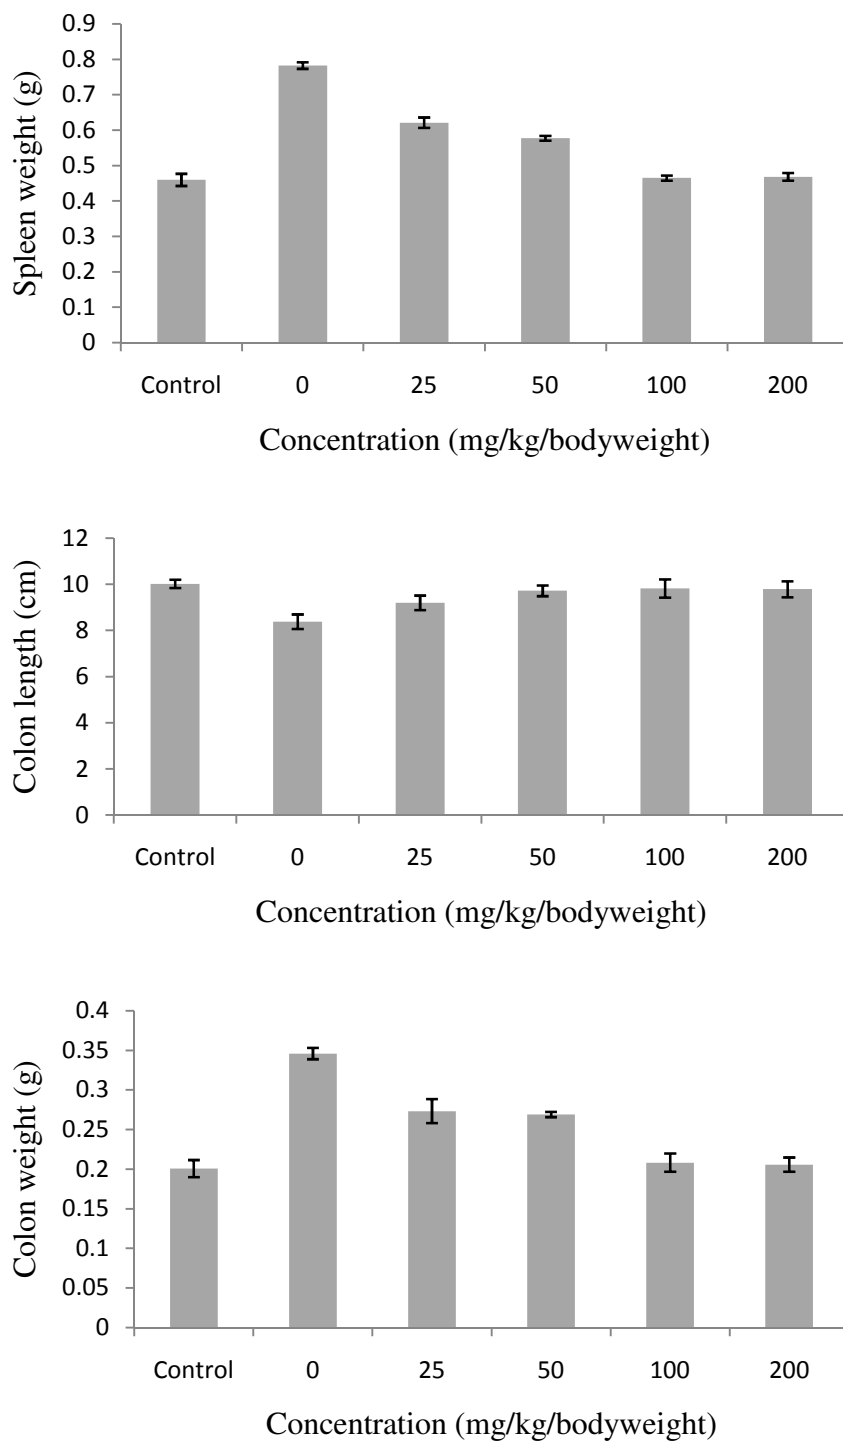 Spleen weight (g)
0.9
0.8
0.7
0.6
0.5
0.4
0.3
0.2
0.1
0
Control 0 25 50 100 200
Concentration (mg/kg/bodyweight)
Colon length (cm)
12
10
8
6
4
2
0
Control 0 25 50 100 200
Concentration (mg/kg/bodyweight)
Colon weight (g)
0.4
0.35
0.3
0.25
0.2
0.15
0.1
0.05
0
Control 0 25 50 100 200
Concentration (mg/kg/bodyweight)